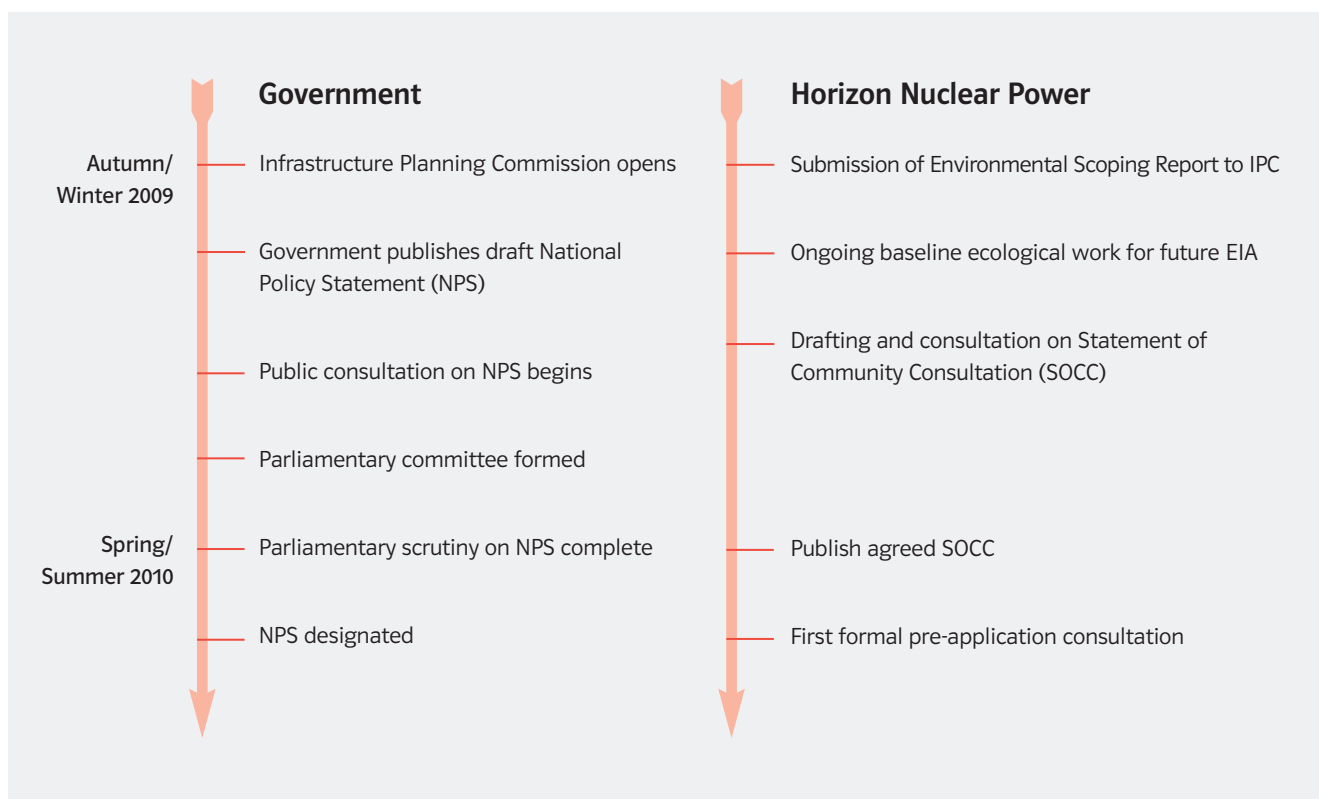 Government
Autumn/
Winter 2009
Infrastructure Planning Commission opens
Government publishes draft National
Policy Statement (NPS)
Public consultation on NPS begins
Parliamentary committee formed
Spring/
Summer 2010
Parliamentary scrutiny on NPS complete
NPS designated
Horizon Nuclear Power
Submission of Environmental Scoping Report to IPC
Ongoing baseline ecological work for future EIA
Drafting and consultation on Statement of
Community Consultation (SOCC)
Publish agreed SOCC
First formal pre-application consultation